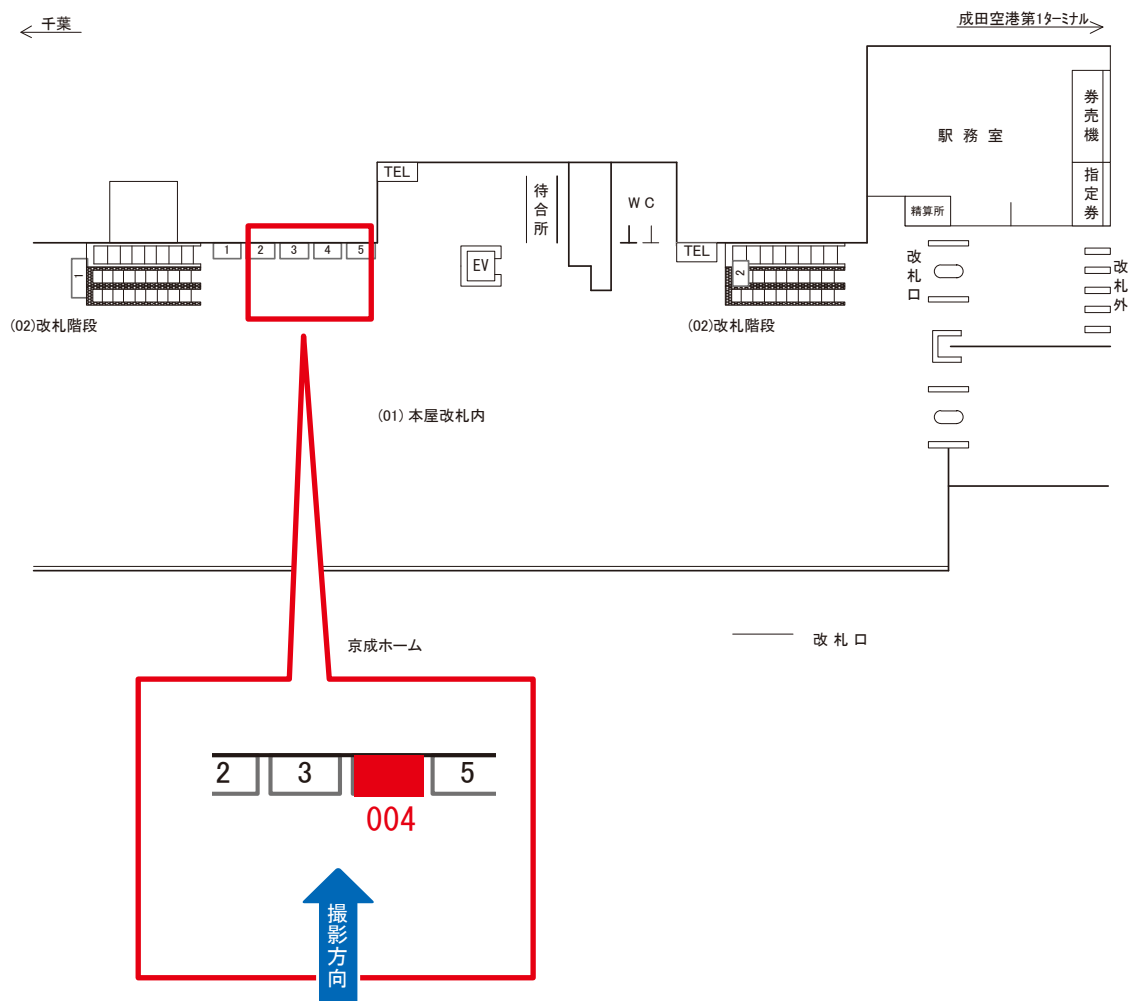 千葉
成田空港第1ターミナル
券売機
駅務室
指定券
精算所
TEL
待合所
WC
1
2
3
4
5
EV
TEL
1
2
改札口
改札外
(02)改札階段
(02)改札階段
(01)本屋改札内
京成ホーム
改札口
2
3
5
004
撮影方向